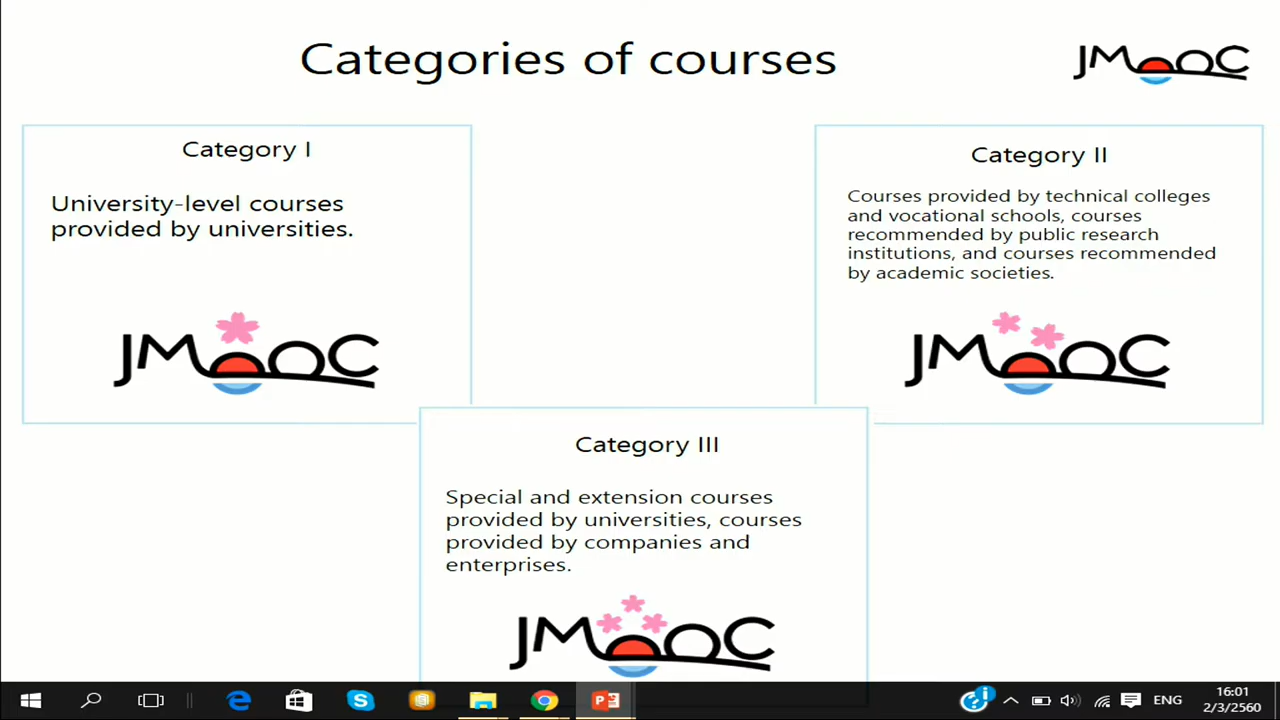 Categories of courses
JMOOC
Category I
University-level courses
provided by universities.
JMOOC
Category II
Courses provided by technical colleges
and vocational schools, courses
recommended by public research
institutions, and courses recommended
by academic societies.
JMOOC
Category III
Special and extension courses
provided by universities, courses
provided by companies and
enterprises.
JMOOC
ENG
16:01
2/3/2560